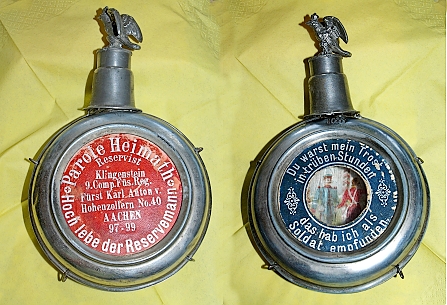 Parole Heimath
Reservist
Klingenstein
9. Comp. Füs. Reg.
Fürst Karl Anton v.
Hohenzollern No. 40
AACHEN
97-99
Hoch lebe der Reservemann
Du warst mein Trost
in trüben Stunden
Das hab ich als
Soldat empfunden.